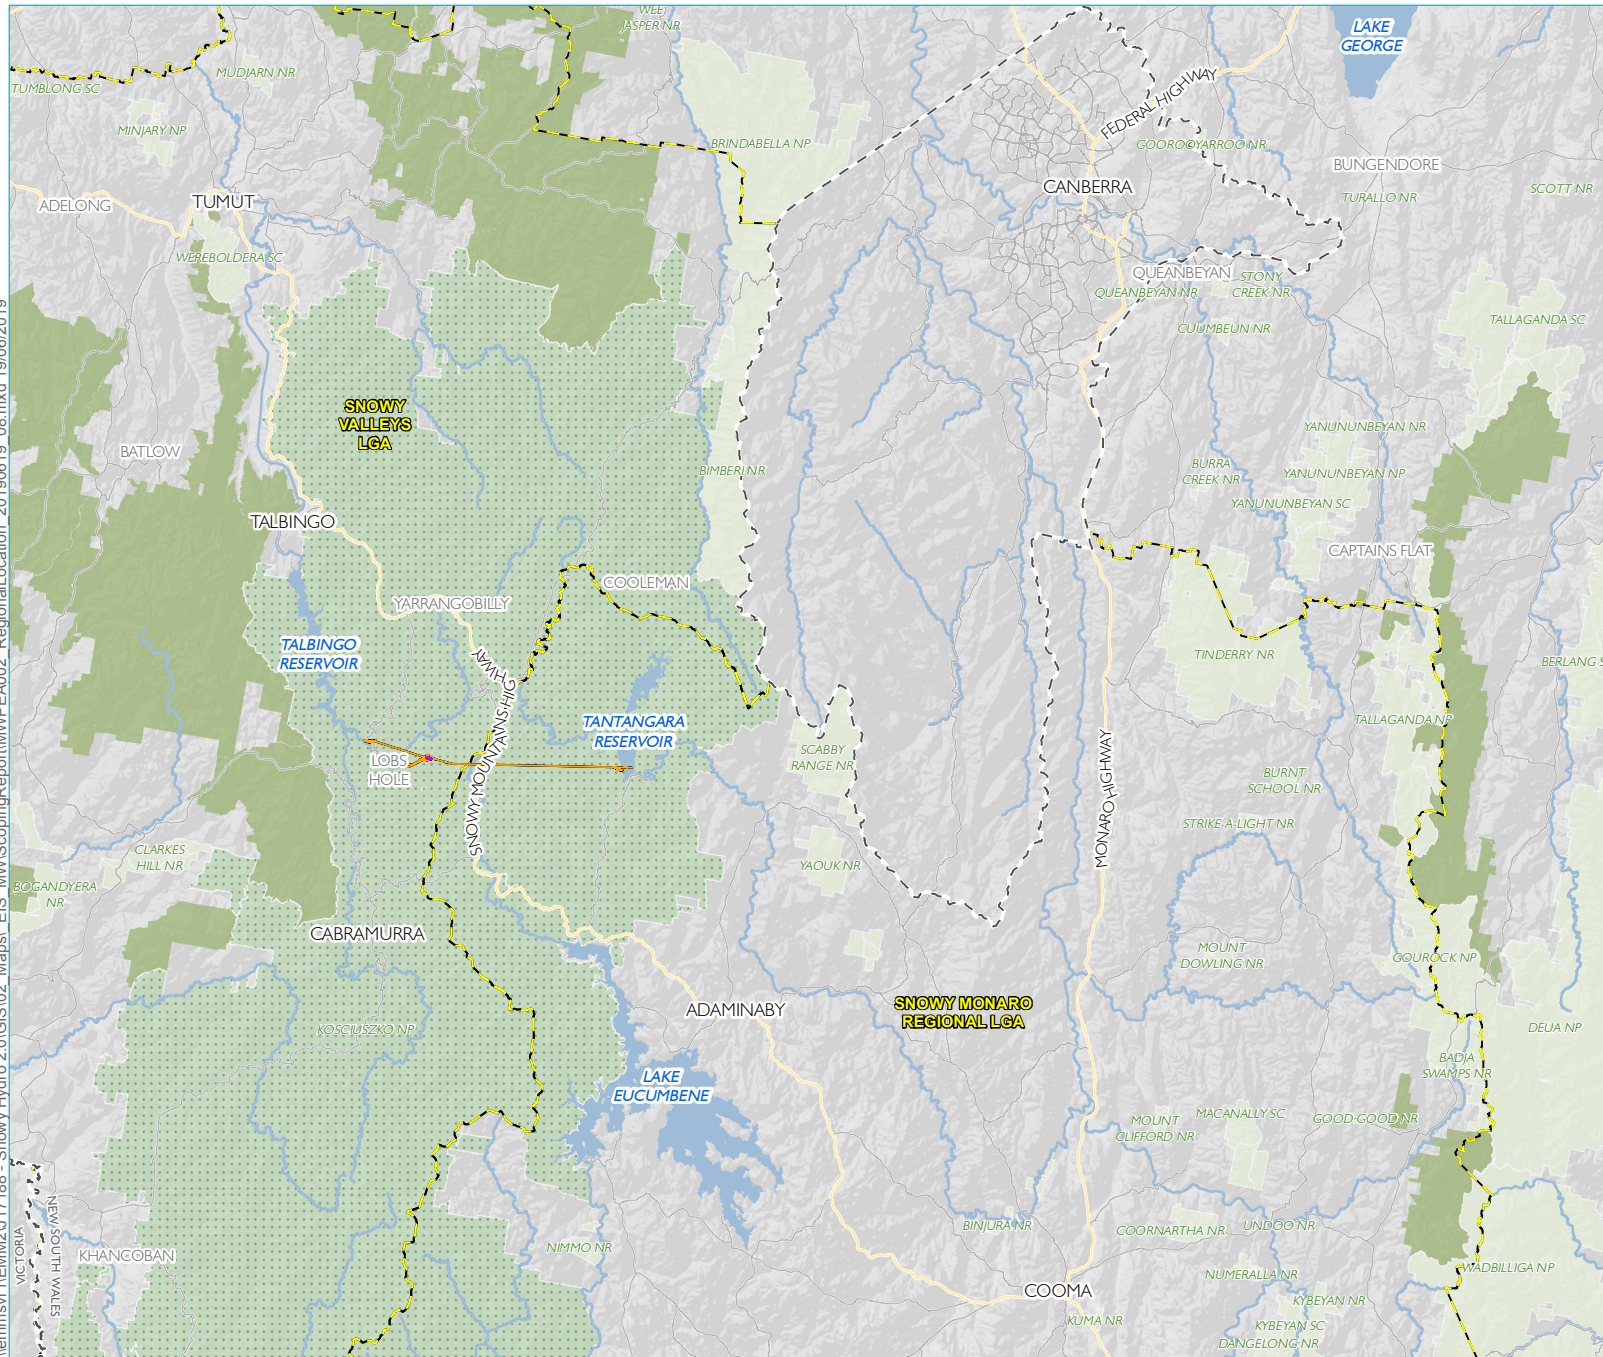 WEE
JASPER NR
LAKE
GEORGE
MUDJARN NR
TUMBLONG SC
FEDERAL HIGHWAY
MINJARY NP
BRINDABELLA NP
GOOROOYARROO NR
BUNGENDORE
CANBERRA
SCOTT NR
TURALLO NR
ADELONG
TUMUT
WEREBOLDERA SC
QUEANBEYAN
STONY
CREEK NR
QUEANBEYAN NR
CUUMBEUN NR
TALLAGANDA SC
SNOWY
VALLEYS
LGA
YANUNUNBEYAN NR
BATLOW
BIMBERI NR
BURRA
CREEK NR
YANUNUNBEYAN NP
YANUNUNBEYAN SC
TALBINGO
CAPTAINS FLAT
COOLEMAN
YARRANGOBILLY
TALBINGO
RESERVOIR
TINDERRY NR
BERLANG S
SNOWY MOUNTAINS HIGHWAY
TANTANGARA
RESERVOIR
TALLAGANDA NP
SCABBY
RANGE NR
LOBS
HOLE
BURNT
SCHOOL NR
MONARO HIGHWAY
STRIKE-A-LIGHT NR
CLARKES
HILL NR
YAOUK NR
BOGANDYERA
NR
CABRAMURRA
MOUNT
DOWLING NR
GOUROCK NP
ADAMINABY
SNOWY MONARO
REGIONAL LGA
KOSCIUSZKO NP
DEUA NP
BADJA
SWAMPS NR
LAKE
EUCUMBENE
MOUNT
CLIFFORD NR
MACANALLY SC
GOOD GOOD NR
VICTORIA
NEW SOUTH WALES
KHANCOBAN
NIMMO NR
BINJURA NR
COORNARTHA NR
UNDOO NR
WADBILLIGA NP
NUMERALLA NR
COOMA
KYBEYAN NR
KUMA NR
KYBEYAN SC
DANGELONG NR